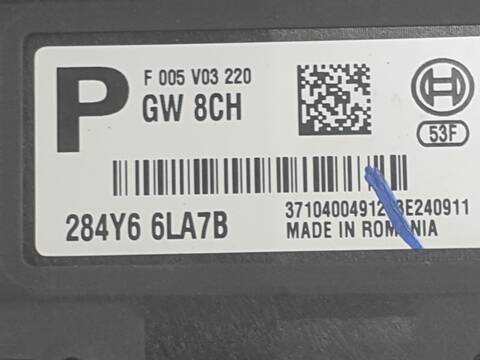 P
F 005 V03 220
GW 8CH
53F
284Y6 6LA7B
MADE IN ROMANIA